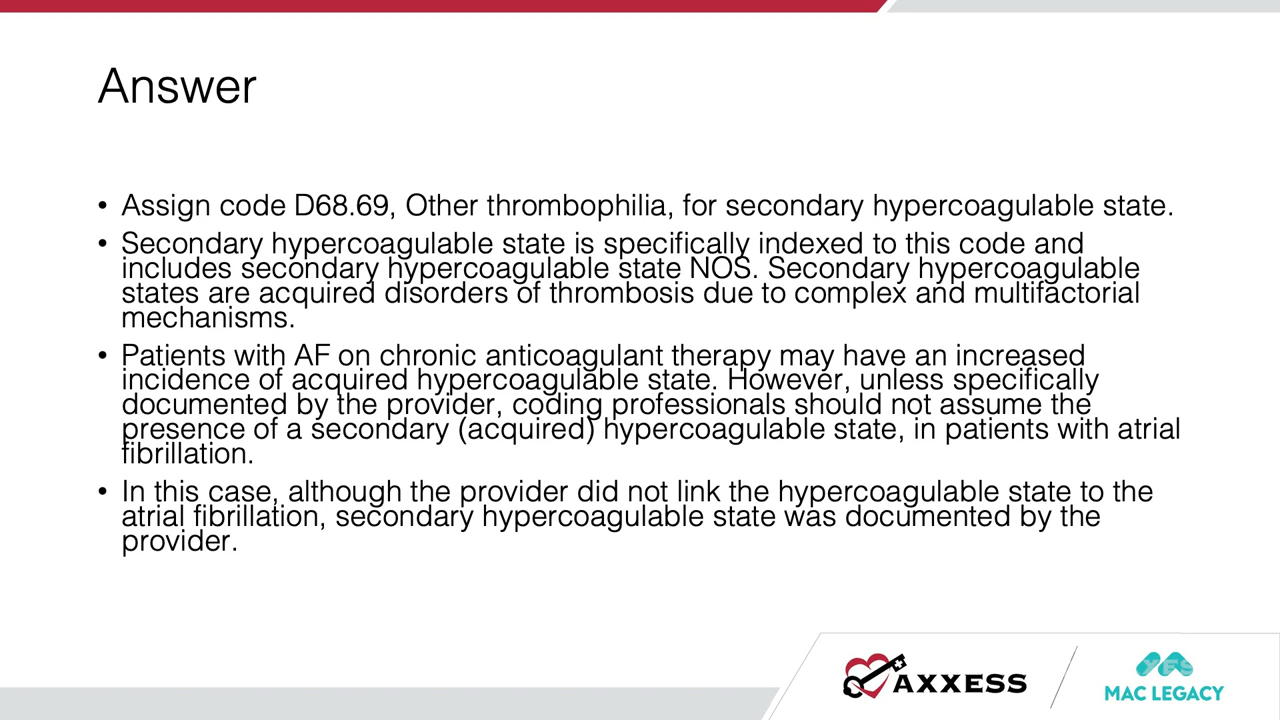 Answer
• Assign code D68.69, Other thrombophilia, for secondary hypercoagulable state.
• Secondary hypercoagulable state is specifically indexed to this code and
includes secondary hypercoagulable state NOS. Secondary hypercoagulable
states are acquired disorders of thrombosis due to complex and multifactorial
mechanisms.
• Patients with AF on chronic anticoagulant therapy may have an increased
incidence of acquired hypercoagulable state. However, unless specifically
documented by the provider, coding professionals should not assume the
presence of a secondary (acquired) hypercoagulable state, in patients with atrial
fibrillation.
• In this case, although the provider did not link the hypercoagulable state to the
atrial fibrillation, secondary hypercoagulable state was documented by the
provider.
AXXESS
MAC LEGACY